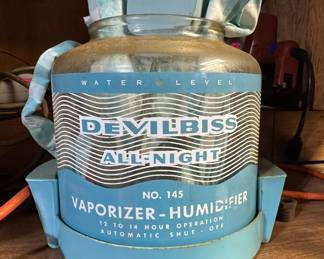 WATER LEVEL
DEVILBISS
ALL-NIGHT
NO. 145
VAPORIZER-HUMIDIFIER
12 TO 14 HOUR OPERATION
AUTOMATIC SHUT-OFF